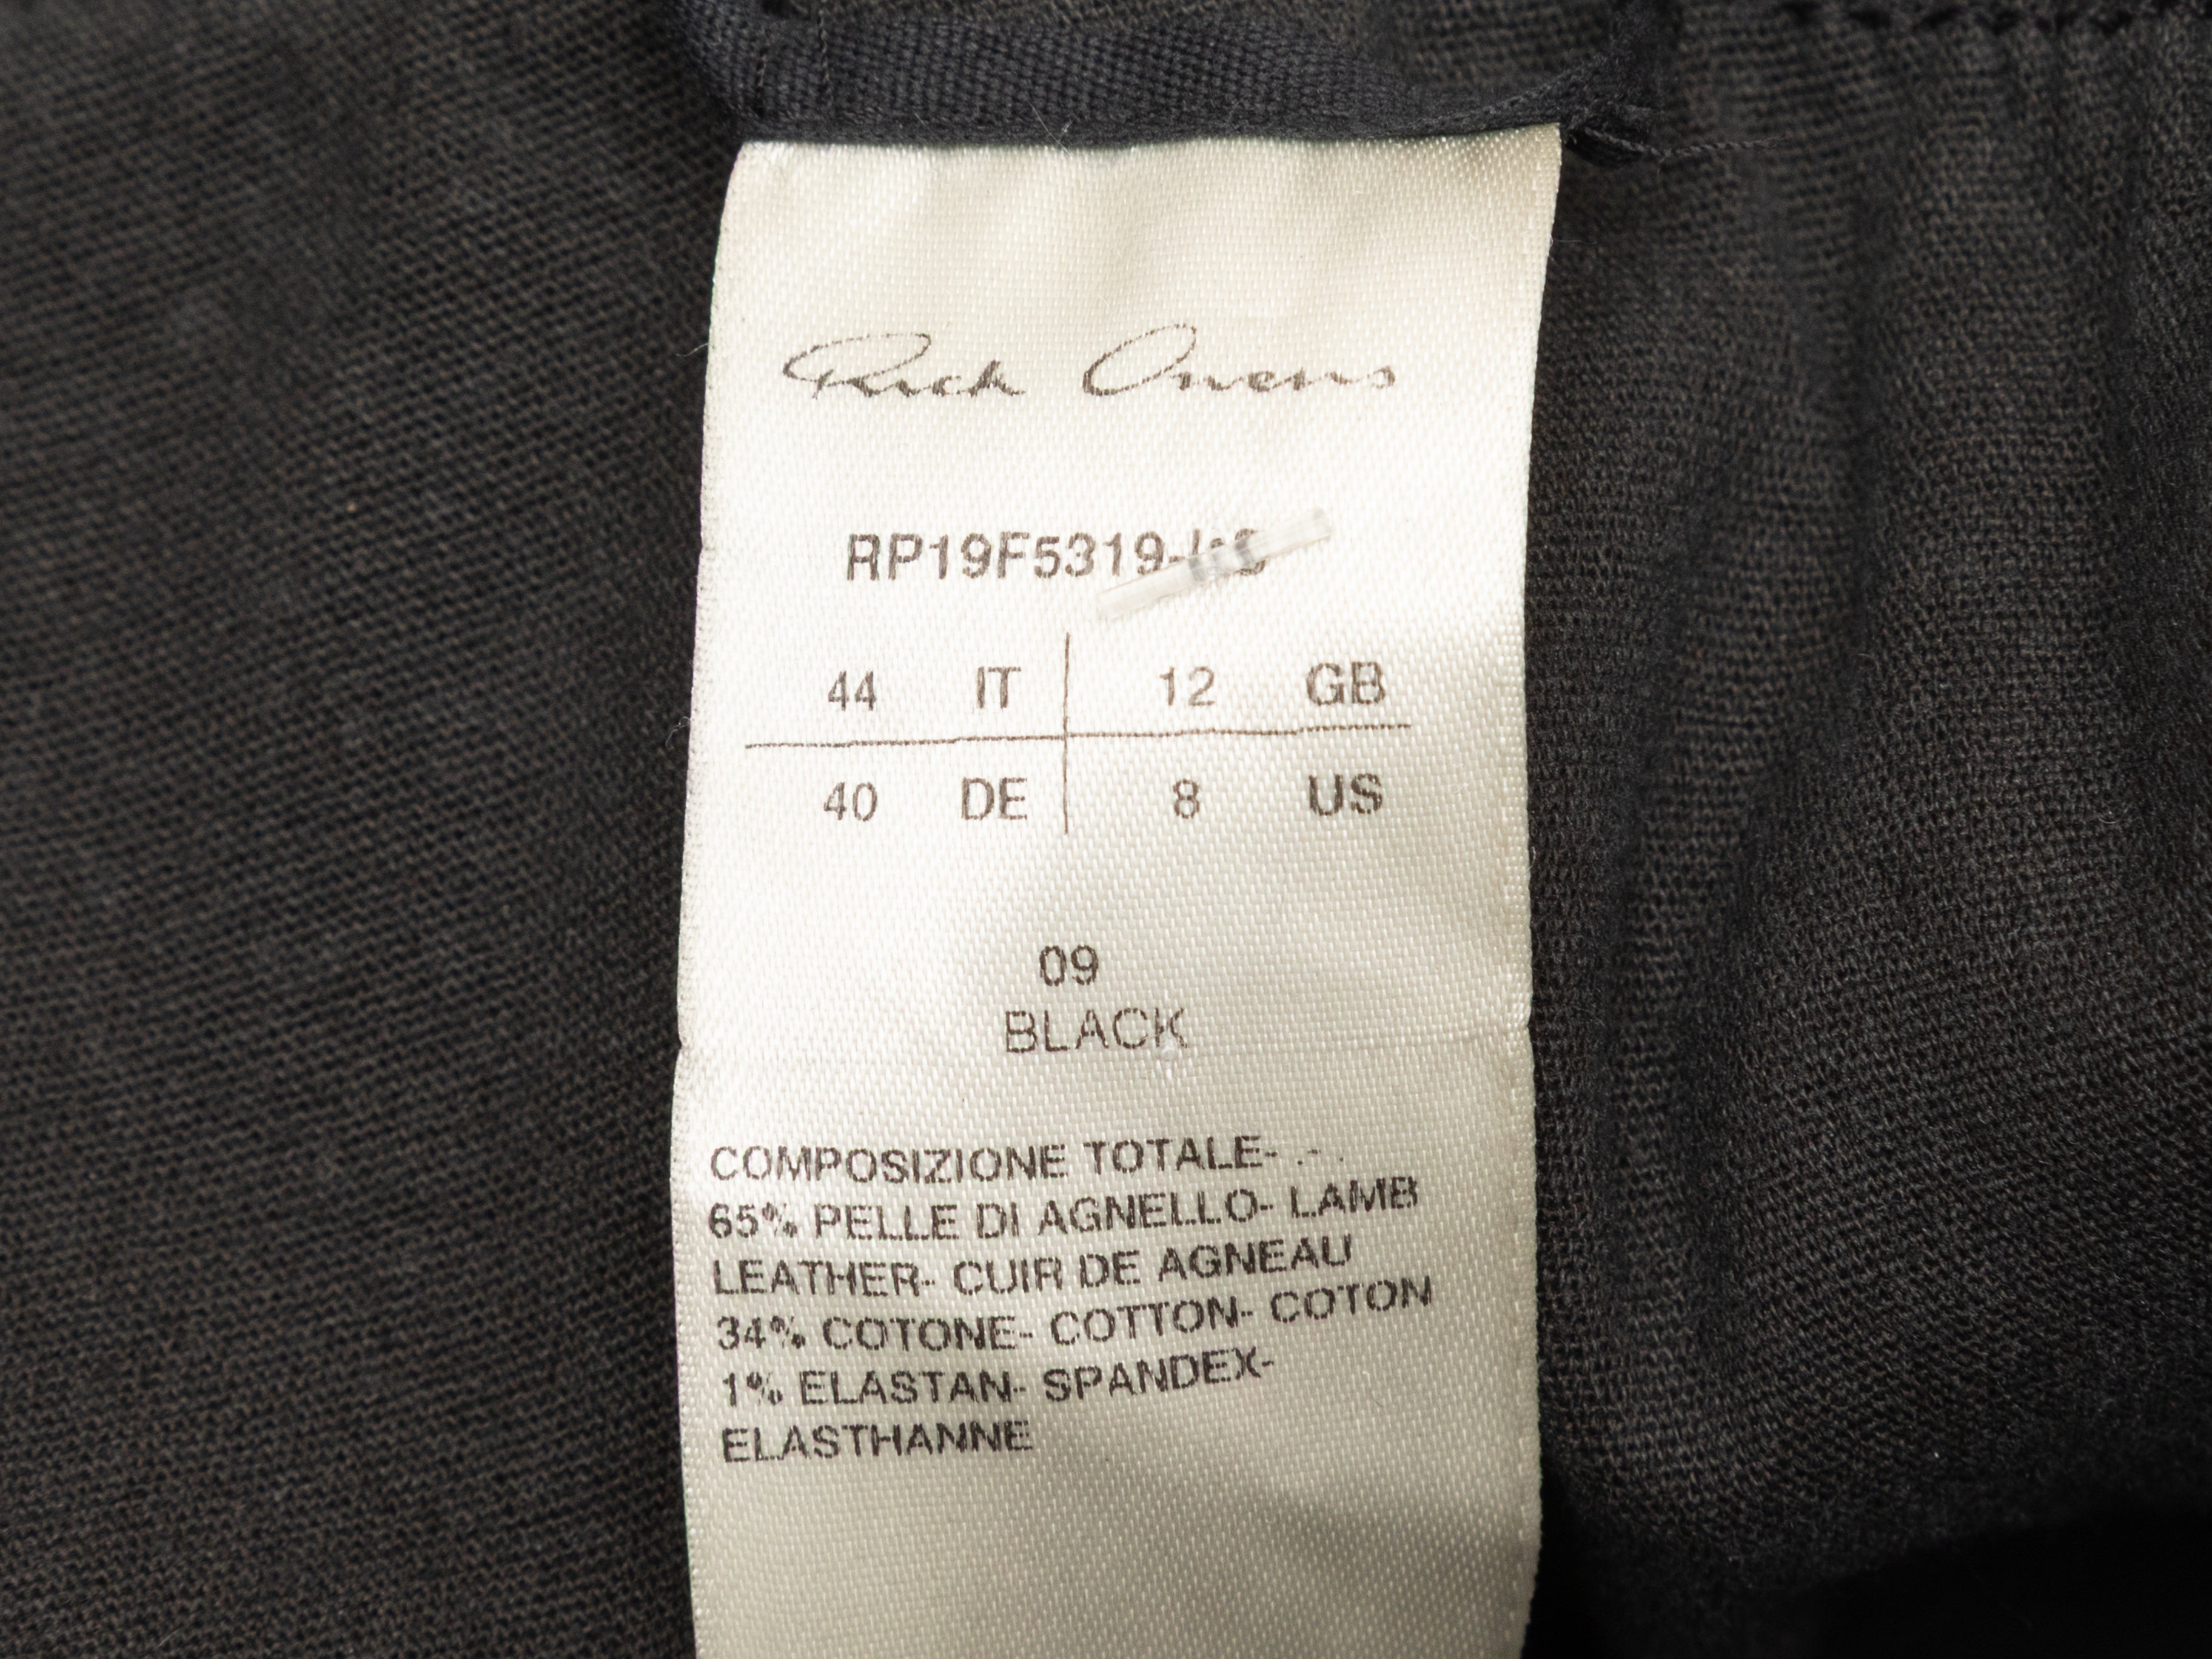 Rick Owens
RP19F5319-
44 IT 12 GB
40 DE 8 US
09
BLACK
COMPOSIZIONE TOTALE- .- .
65% PELLE DI AGNELLO- LAMB
LEATHER- CUIR DE AGNEAU
34% COTONE- COTTON- COTON
1% ELASTAN- SPANDEX-
ELASTHANNE